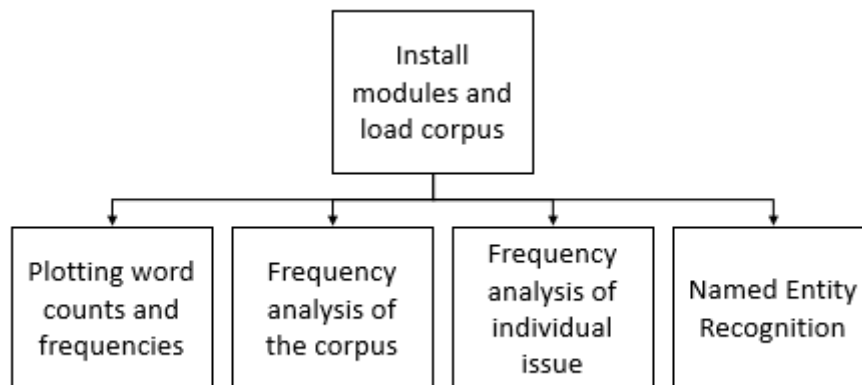 Install
modules and
load corpus
Plotting word
counts and
frequencies
Frequency
analysis of
the corpus
Frequency
analysis of
individual
issue
Named Entity
Recognition